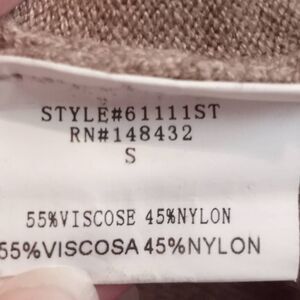 STYLE#61111ST
RN#148432
S
55%VISCOSE 45%NYLON
55%VISCOSA 45%NYLON